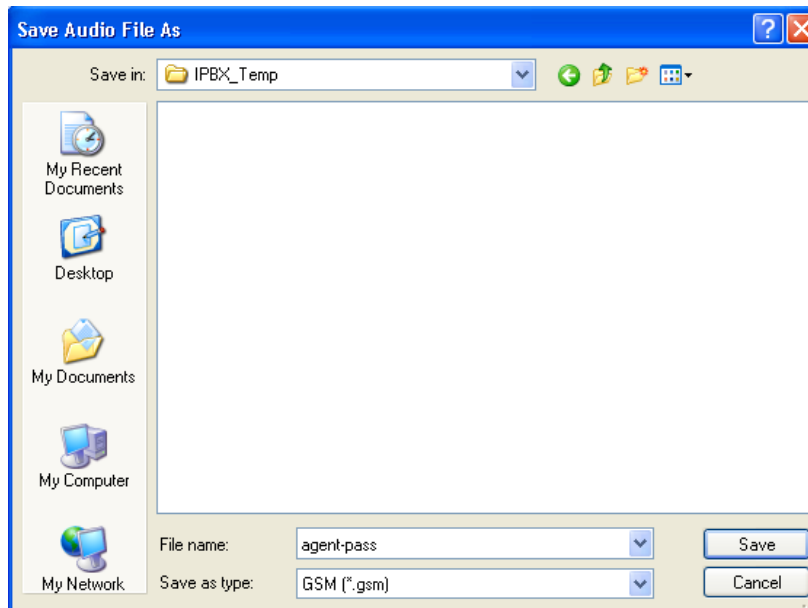 Save Audio File As
Save in: IPBX_Temp
My Recent
Documents
Desktop
My Documents
My Computer
My Network
File name: agent-pass Save
Save as type: GSM (*.gsm) Cancel